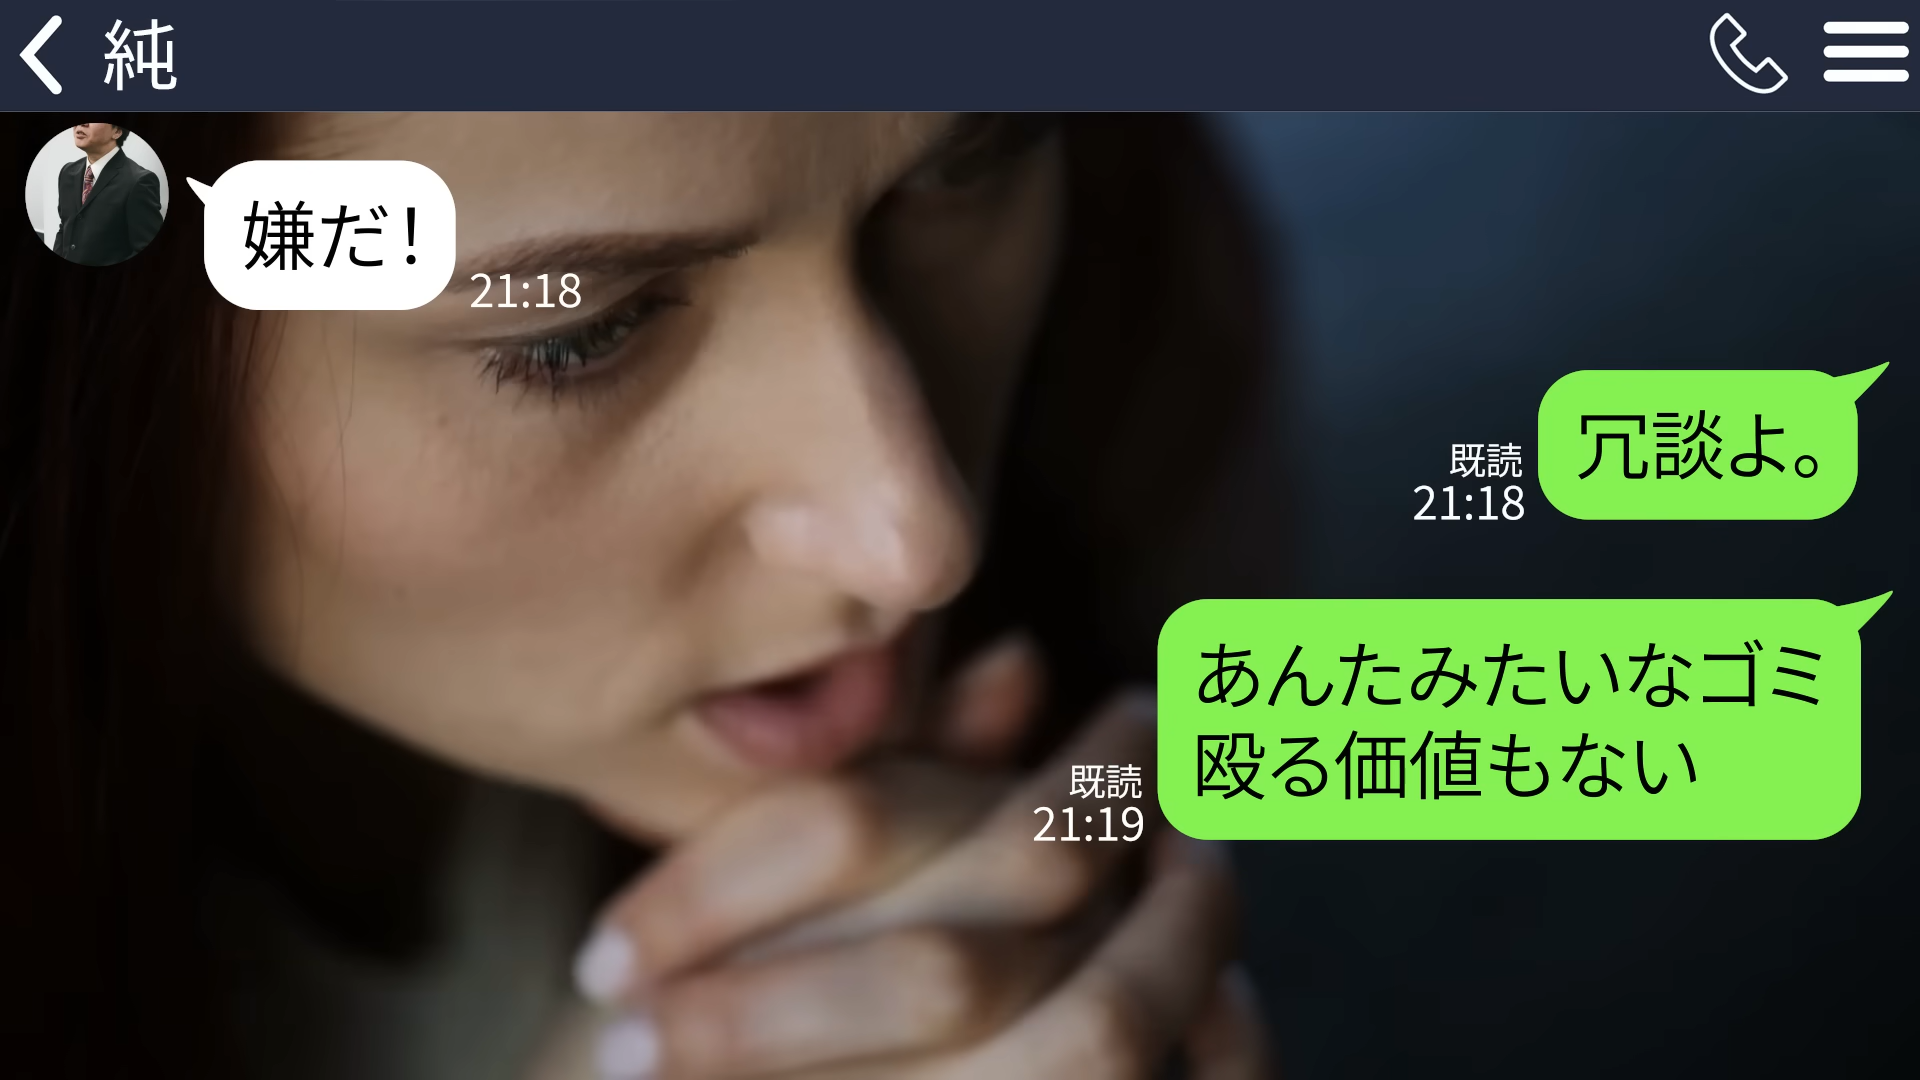 純
嫌だ！
21:18
冗談よ。
既読
21:18
あんたみたいなゴミ
殴る価値もない
既読
21:19